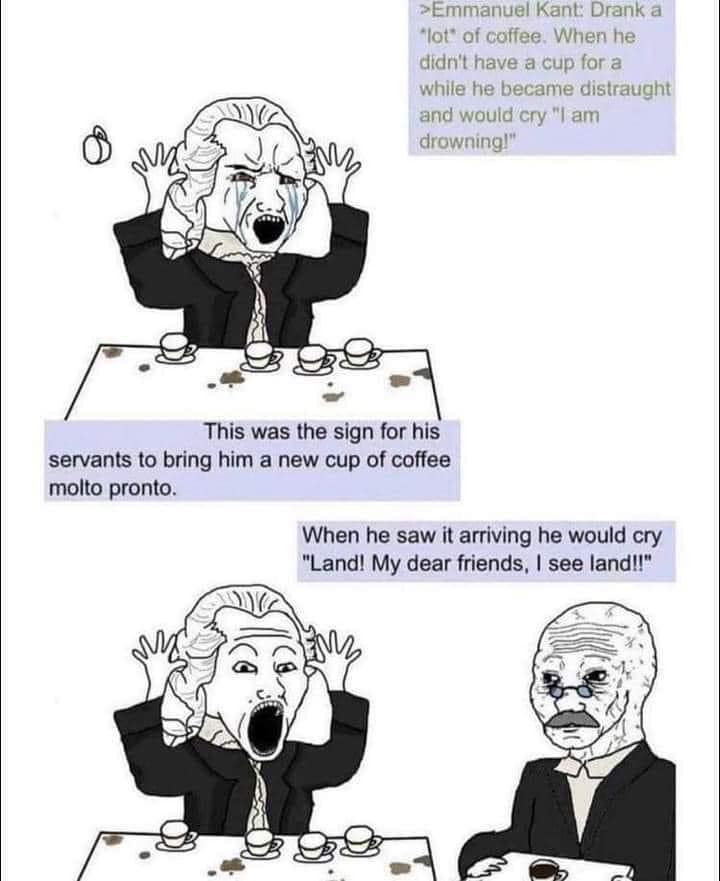 >Emmanuel Kant: Drank a
*lot* of coffee. When he
didn't have a cup for a
while he became distraught
and would cry "I am
drowning!"
This was the sign for his
servants to bring him a new cup of coffee
molto pronto.
When he saw it arriving he would cry
"Land! My dear friends, I see land!!"